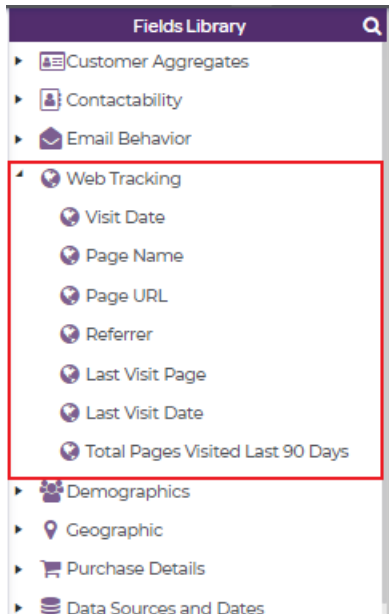 Fields Library
Customer Aggregates
Contactability
Email Behavior
Web Tracking
Visit Date
Page Name
Page URL
Referrer
Last Visit Page
Last Visit Date
Total Pages Visited Last 90 Days
Demographics
Geographic
Purchase Details
Data Sources and Dates